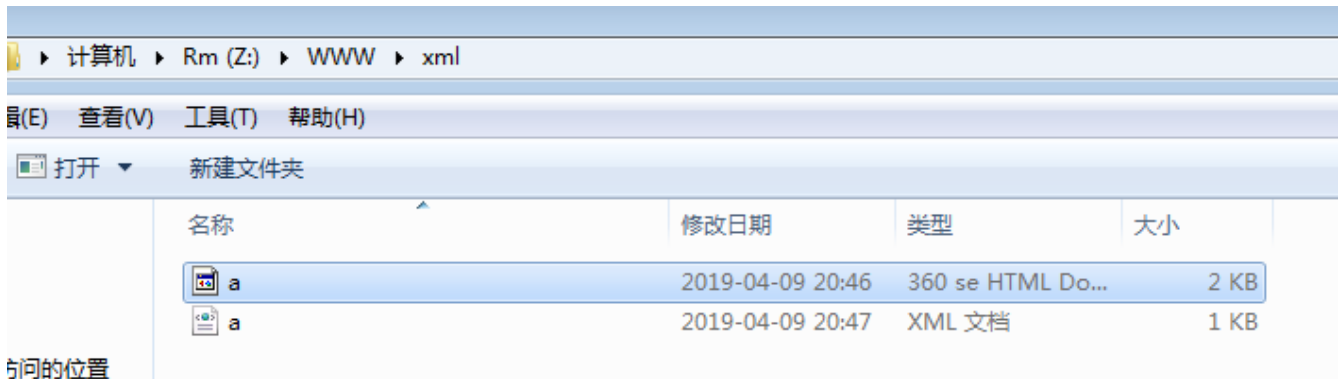 计算机 Rm (Z:) WWW xml
辑(E) 查看(V) 工具(T) 帮助(H)
打开 新建文件夹
名称 修改日期 类型 大小
a 2019-04-09 20:46 360 se HTML Do... 2 KB
a 2019-04-09 20:47 XML 文档 1 KB
访问的位置